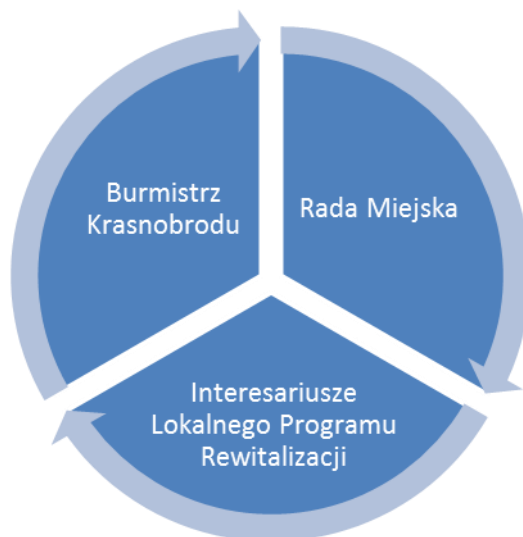 Burmistrz
Krasnobrodu
Rada Miejska
Interesariusze
Lokalnego Programu
Rewitalizacji